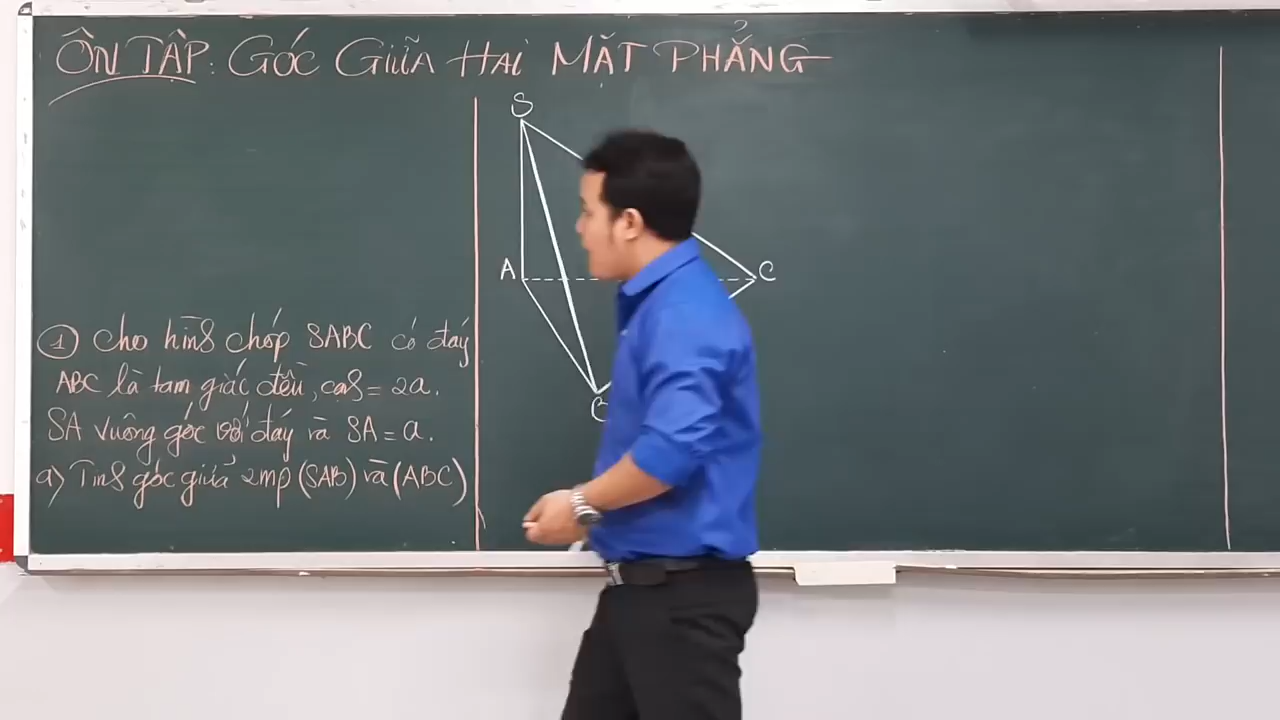 ÔN TẬP: GÓC GIỮA HAI MẶT PHẲNG
① Cho hình chóp SABC có đáy
ABC là tam giác đều, cạnh = 2a.
SA vuông góc với đáy và SA = a.
a) Tính góc giữa 2mp (SAB) và (ABC)
S
A
C
B